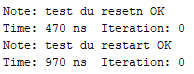 Note: test du resetn OK
Time: 470 ns  Iteration: 0
Note: test du restart OK
Time: 970 ns  Iteration: 0